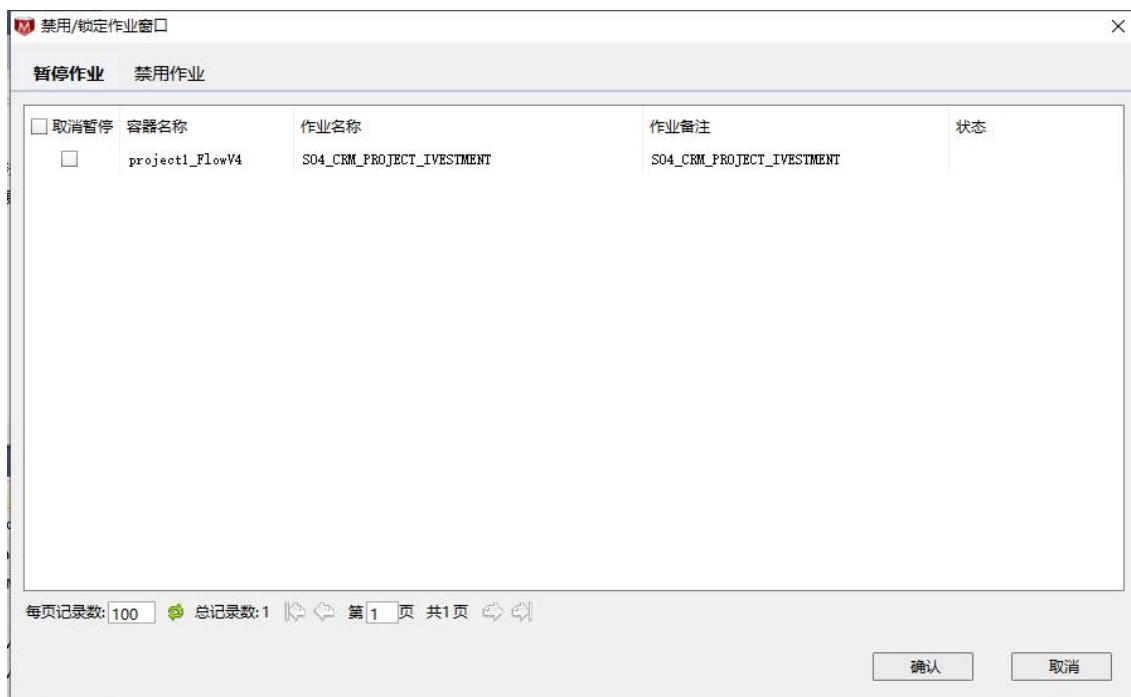 禁用/锁定作业窗口
暂停作业 禁用作业
取消暂停 容器名称 作业名称 作业备注 状态
project1_FlowV4 S04_CRM_PROJECT_IVESTMENT S04_CRM_PROJECT_IVESTMENT
每页记录数: 100 总记录数: 1 第 1 页 共1页
确认 取消